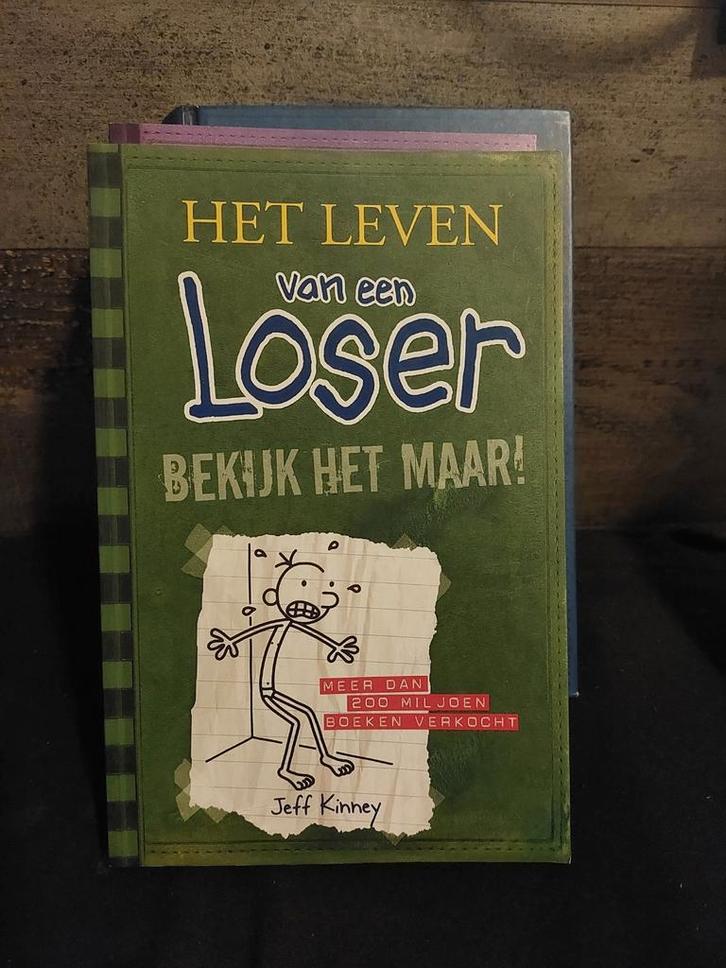 HET LEVEN
van een
Loser
BEKIJK HET MAAR!
MEER DAN
200 MILJOEN
BOEKEN VERKOCHT
Jeff Kinney